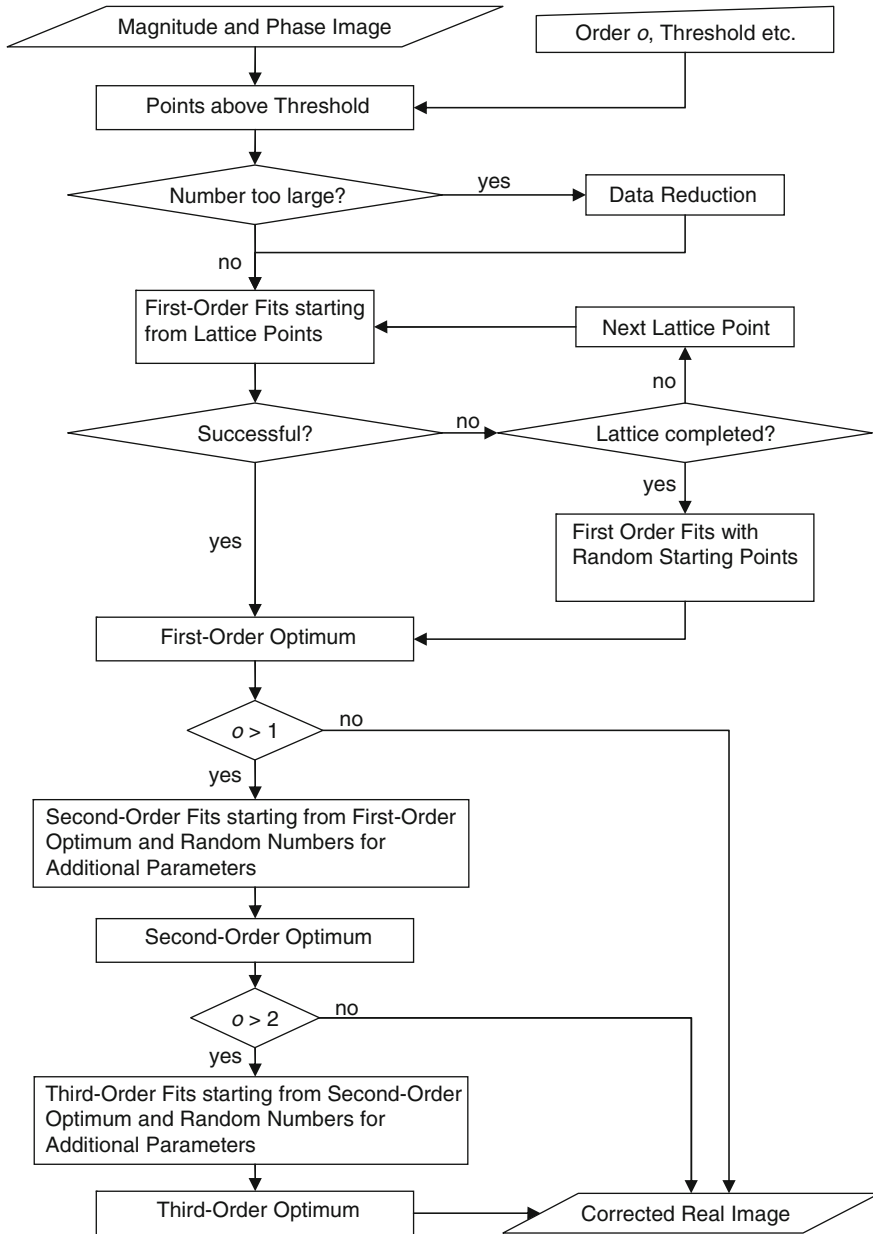 Magnitude and Phase Image
Order o, Threshold etc.
Points above Threshold
Number too large?
yes
Data Reduction
no
First-Order Fits starting
from Lattice Points
Next Lattice Point
no
Successful?
no
Lattice completed?
yes
yes
First Order Fits with
Random Starting Points
First-Order Optimum
o > 1
no
yes
Second-Order Fits starting from First-Order
Optimum and Random Numbers for
Additional Parameters
Second-Order Optimum
o > 2
no
yes
Third-Order Fits starting from Second-Order
Optimum and Random Numbers for
Additional Parameters
Third-Order Optimum
Corrected Real Image